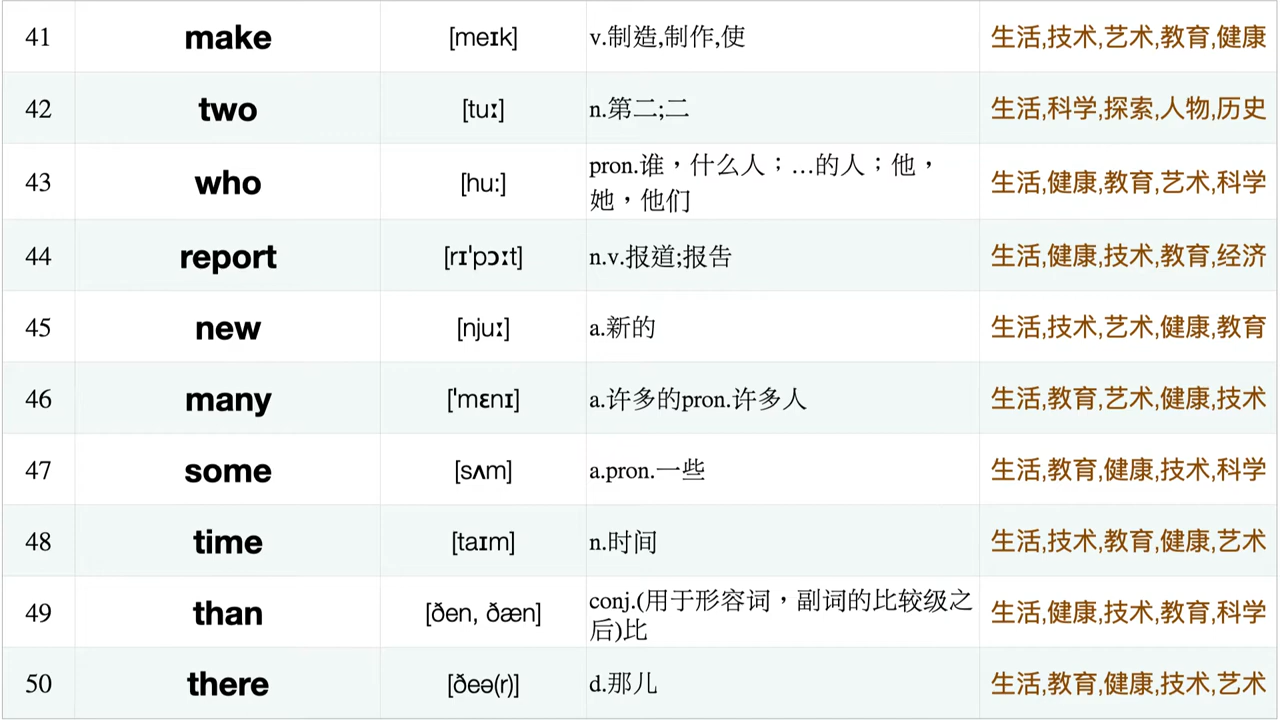 41 make [meɪk] v.制造,制作,使 生活,技术,艺术,教育,健康
42 two [tuː] n.第二;二 生活,科学,探索,人物,历史
43 who [hu:] pron.谁，什么人；…的人；他，
她，他们 生活,健康,教育,艺术,科学
44 report [rɪˈpɔːt] n.v.报道;报告 生活,健康,技术,教育,经济
45 new [njuː] a.新的 生活,技术,艺术,健康,教育
46 many [ˈmɛnɪ] a.许多的pron.许多人 生活,教育,艺术,健康,技术
47 some [sʌm] a.pron.一些 生活,教育,健康,技术,科学
48 time [taɪm] n.时间 生活,技术,教育,健康,艺术
49 than [ðen, ðæn] conj.(用于形容词，副词的比较级之
后)比 生活,健康,技术,教育,科学
50 there [ðeə(r)] d.那儿 生活,教育,健康,技术,艺术